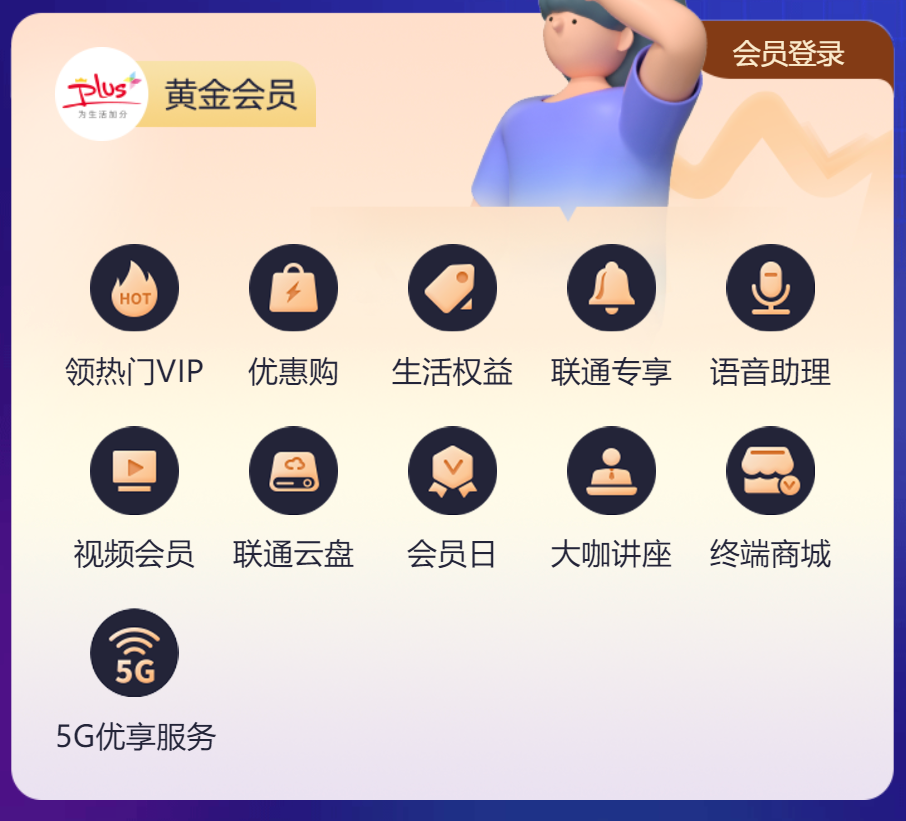 会员登录
plus
为生活加分
黄金会员
HOT
领热门VIP
优惠购
生活权益
联通专享
语音助理
视频会员
联通云盘
会员日
大咖讲座
终端商城
5G
5G优享服务